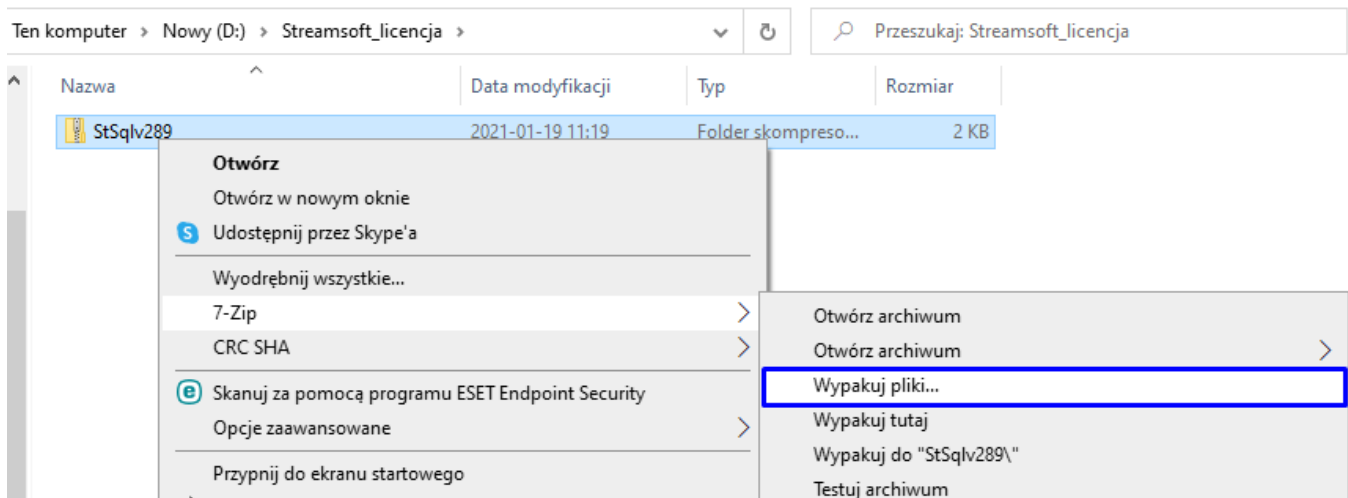 Ten komputer > Nowy (D:) > Streamsoft_licencja >
Przeszukaj: Streamsoft_licencja
Nazwa Data modyfikacji Typ Rozmiar
StSqlv289 2021-01-19 11:19 Folder skompreso... 2 KB
Otwórz
Otwórz w nowym oknie
Udostępnij przez Skype'a
Wyodrębnij wszystkie...
7-Zip
CRC SHA
Skanuj za pomocą programu ESET Endpoint Security
Opcje zaawansowane
Przypnij do ekranu startowego
Otwórz archiwum
Otwórz archiwum
Wypakuj pliki...
Wypakuj tutaj
Wypakuj do "StSqlv289\"
Testuj archiwum